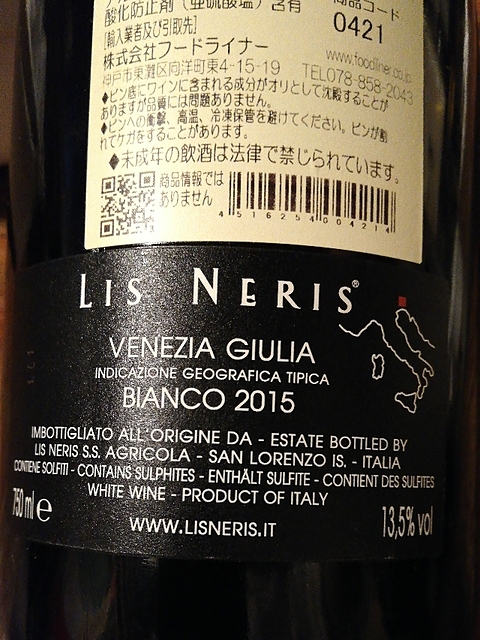 酸化防止剤(亜硫酸塩)含有
商品コード
0421
[輸入業者及び引取先]
株式会社フードライナー
www.foodliner.co.jp
神戸市東灘区向洋町東4-15-19 TEL078-858-2043
◆ビン底にワインに含まれる成分がオリとして沈殿することが
ありますが品質には問題ありません。
◆ビンへの衝撃、高温、冷凍保管を避けてください。ビンが割
れてケガをすることがあります。
◆未成年の飲酒は法律で禁じられています。
商品情報では
ありません
4516254004214
LIS NERIS®
VENEZIA GIULIA
INDICAZIONE GEOGRAFICA TIPICA
BIANCO 2015
IMBOTTIGLIATO ALL'ORIGINE DA - ESTATE BOTTLED BY
LIS NERIS S.S. AGRICOLA - SAN LORENZO IS. - ITALIA
CONTIENE SOLFITI - CONTAINS SULPHITES - ENTHÄLT SULFITE - CONTIENT DES SULFITES
WHITE WINE - PRODUCT OF ITALY
750 ml e
WWW.LISNERIS.IT
13,5% vol